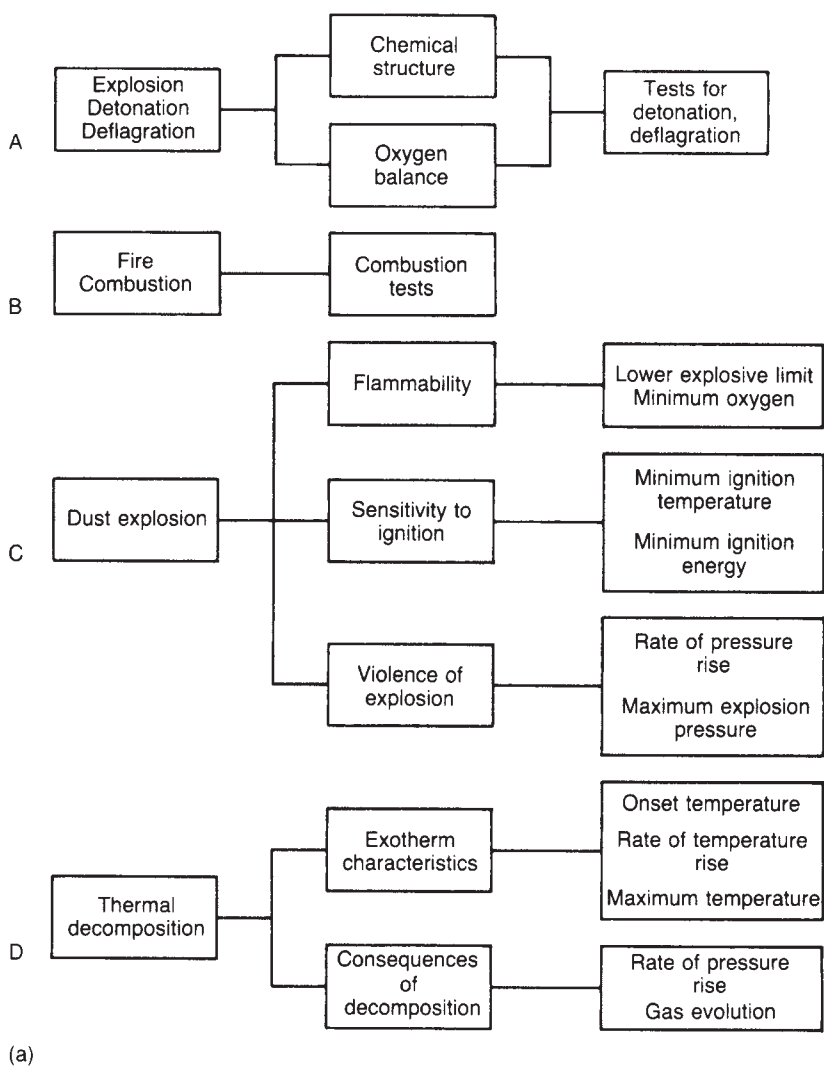 Explosion
Detonation
Deflagration
Chemical
structure
Oxygen
balance
Tests for
detonation,
deflagration
A
Fire
Combustion
Combustion
tests
B
Flammability
Lower explosive limit
Minimum oxygen
Dust explosion
Sensitivity to
ignition
Minimum ignition
temperature
Minimum ignition
energy
C
Violence of
explosion
Rate of pressure
rise
Maximum explosion
pressure
Thermal
decomposition
Exotherm
characteristics
Onset temperature
Rate of temperature
rise
Maximum temperature
D
Consequences
of
decomposition
Rate of pressure
rise
Gas evolution
(a)